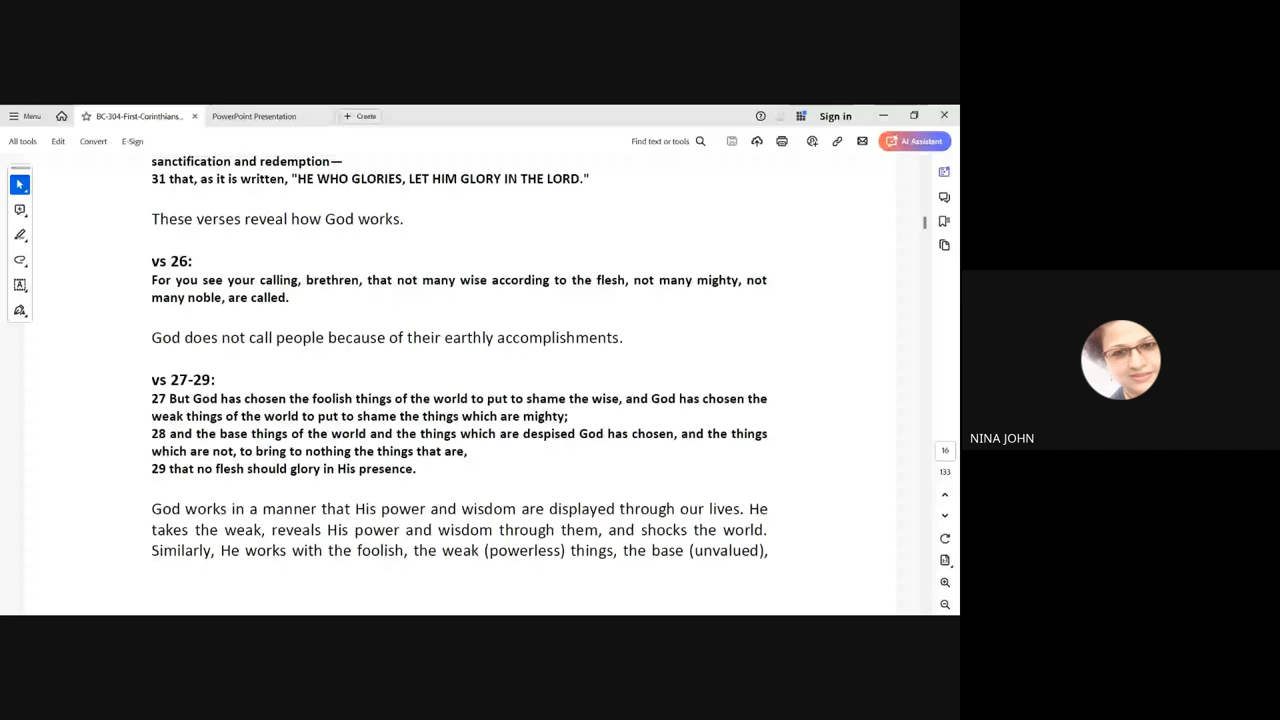 Menu
BC-304-First-Corinthians...
PowerPoint Presentation
Create
Sign in
All tools
Edit
Convert
E-Sign
Find text or tools
AI Assistant
sanctification and redemption—
31 that, as it is written, "HE WHO GLORIES, LET HIM GLORY IN THE LORD."
These verses reveal how God works.
vs 26:
For you see your calling, brethren, that not many wise according to the flesh, not many mighty, not
many noble, are called.
God does not call people because of their earthly accomplishments.
vs 27-29:
27 But God has chosen the foolish things of the world to put to shame the wise, and God has chosen the
weak things of the world to put to shame the things which are mighty;
28 and the base things of the world and the things which are despised God has chosen, and the things
which are not, to bring to nothing the things that are,
29 that no flesh should glory in His presence.
God works in a manner that His power and wisdom are displayed through our lives. He
takes the weak, reveals His power and wisdom through them, and shocks the world.
Similarly, He works with the foolish, the weak (powerless) things, the base (unvalued),
16
133
NINA JOHN